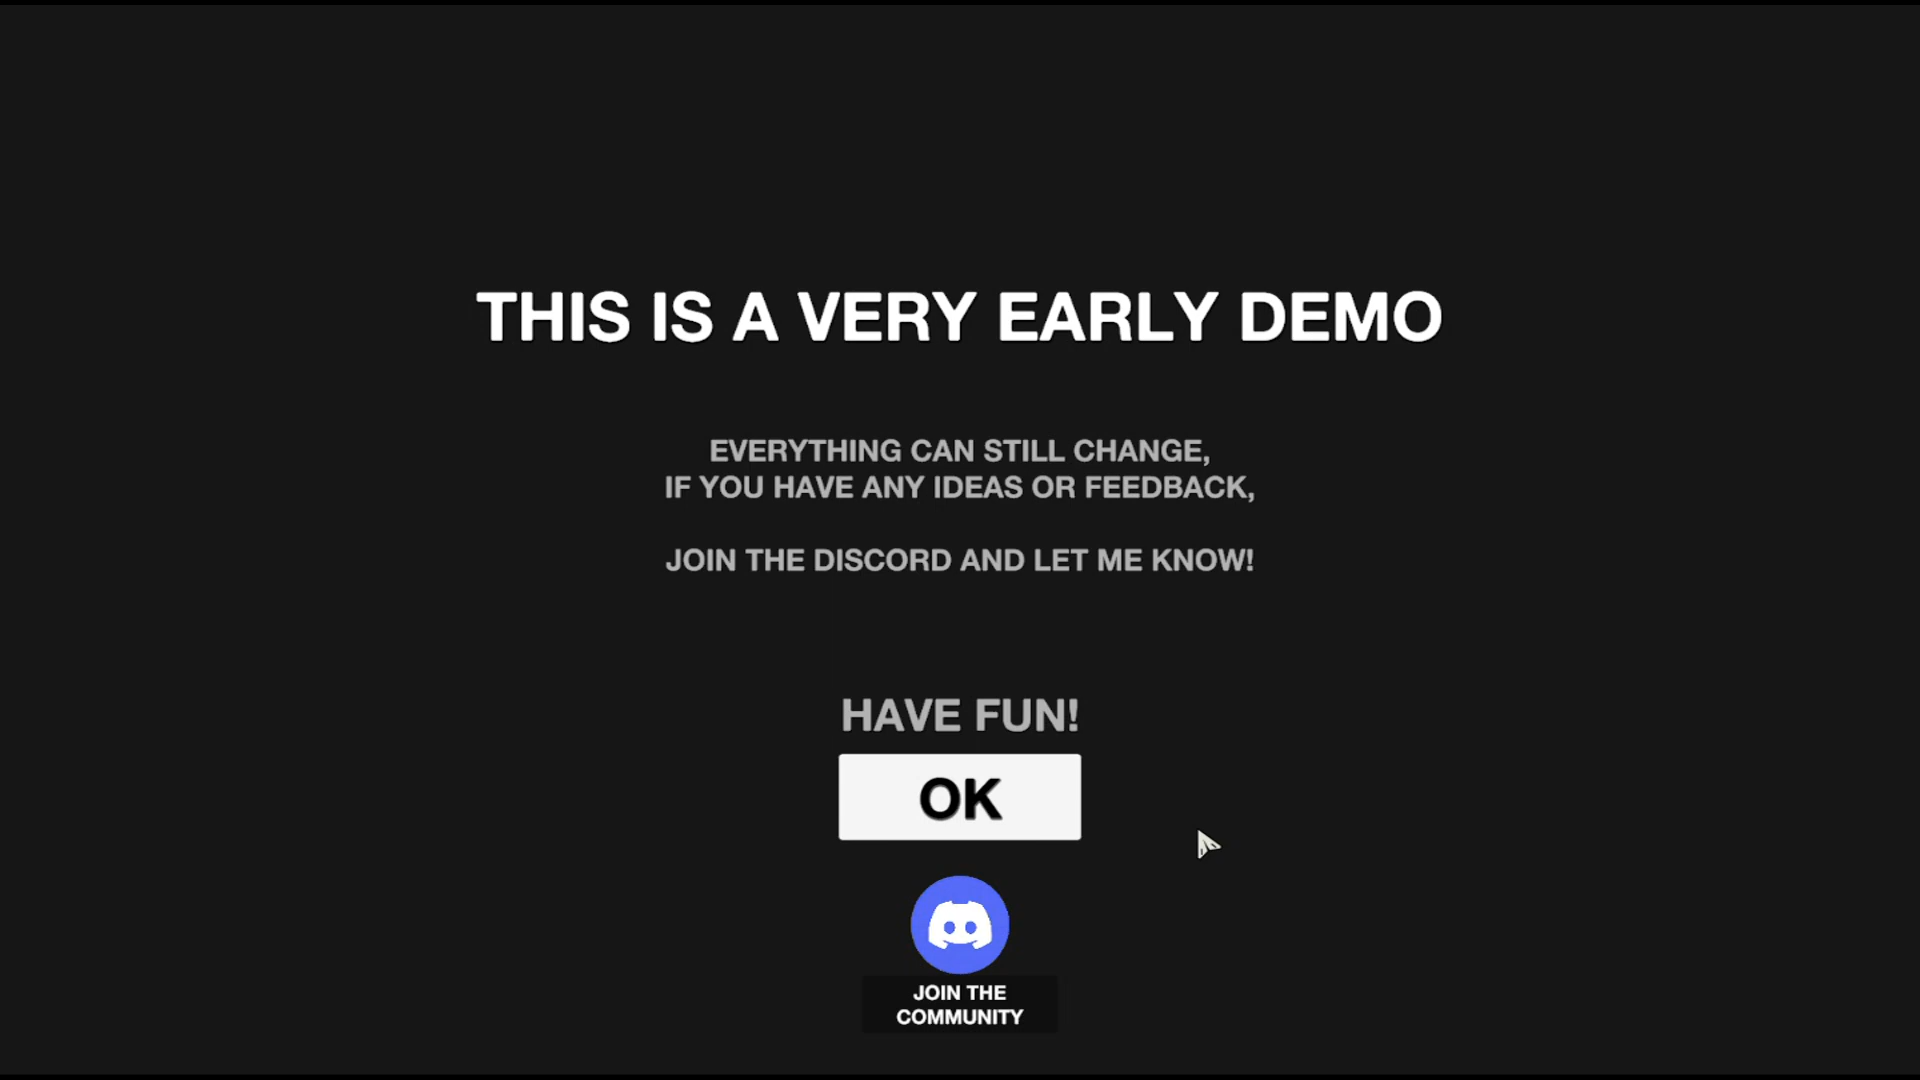 THIS IS A VERY EARLY DEMO
EVERYTHING CAN STILL CHANGE,
IF YOU HAVE ANY IDEAS OR FEEDBACK,
JOIN THE DISCORD AND LET ME KNOW!
HAVE FUN!
OK
JOIN THE
COMMUNITY